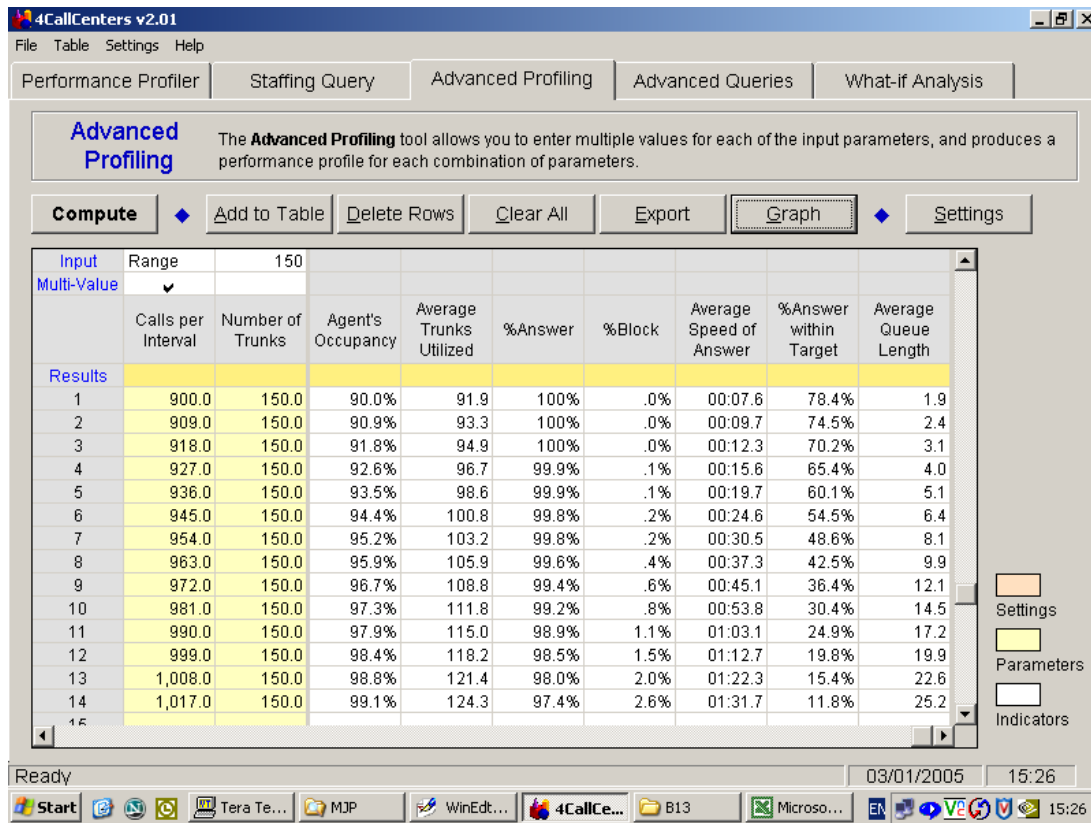 4CallCenters v2.01
File Table Settings Help
Performance Profiler Staffing Query Advanced Profiling Advanced Queries What-if Analysis
Advanced Profiling
The Advanced Profiling tool allows you to enter multiple values for each of the input parameters, and produces a
performance profile for each combination of parameters.
Compute Add to Table Delete Rows Clear All Export Graph Settings
Input Range 150
Multi-Value
Calls per Interval Number of Trunks Agent's Occupancy Average Trunks Utilized %Answer %Block Average Speed of Answer %Answer within Target Average Queue Length
Results
1 900.0 150.0 90.0% 91.9 100% .0% 00:07.6 78.4% 1.9
2 909.0 150.0 90.9% 93.3 100% .0% 00:09.7 74.5% 2.4
3 918.0 150.0 91.8% 94.9 100% .0% 00:12.3 70.2% 3.1
4 927.0 150.0 92.6% 96.7 99.9% .1% 00:15.6 65.4% 4.0
5 936.0 150.0 93.5% 98.6 99.9% .1% 00:19.7 60.1% 5.1
6 945.0 150.0 94.4% 100.8 99.8% .2% 00:24.6 54.5% 6.4
7 954.0 150.0 95.2% 103.2 99.8% .2% 00:30.5 48.6% 8.1
8 963.0 150.0 95.9% 105.9 99.6% .4% 00:37.3 42.5% 9.9
9 972.0 150.0 96.7% 108.8 99.4% .6% 00:45.1 36.4% 12.1
10 981.0 150.0 97.3% 111.8 99.2% .8% 00:53.8 30.4% 14.5
11 990.0 150.0 97.9% 115.0 98.9% 1.1% 01:03.1 24.9% 17.2
12 999.0 150.0 98.4% 118.2 98.5% 1.5% 01:12.7 19.8% 19.9
13 1,008.0 150.0 98.8% 121.4 98.0% 2.0% 01:22.3 15.4% 22.6
14 1,017.0 150.0 99.1% 124.3 97.4% 2.6% 01:31.7 11.8% 25.2
15
Settings
Parameters
Indicators
Ready 03/01/2005 15:26
Start Tera Te... MJP WinEdt... 4CallCe... B13 Microso... EN 15:26